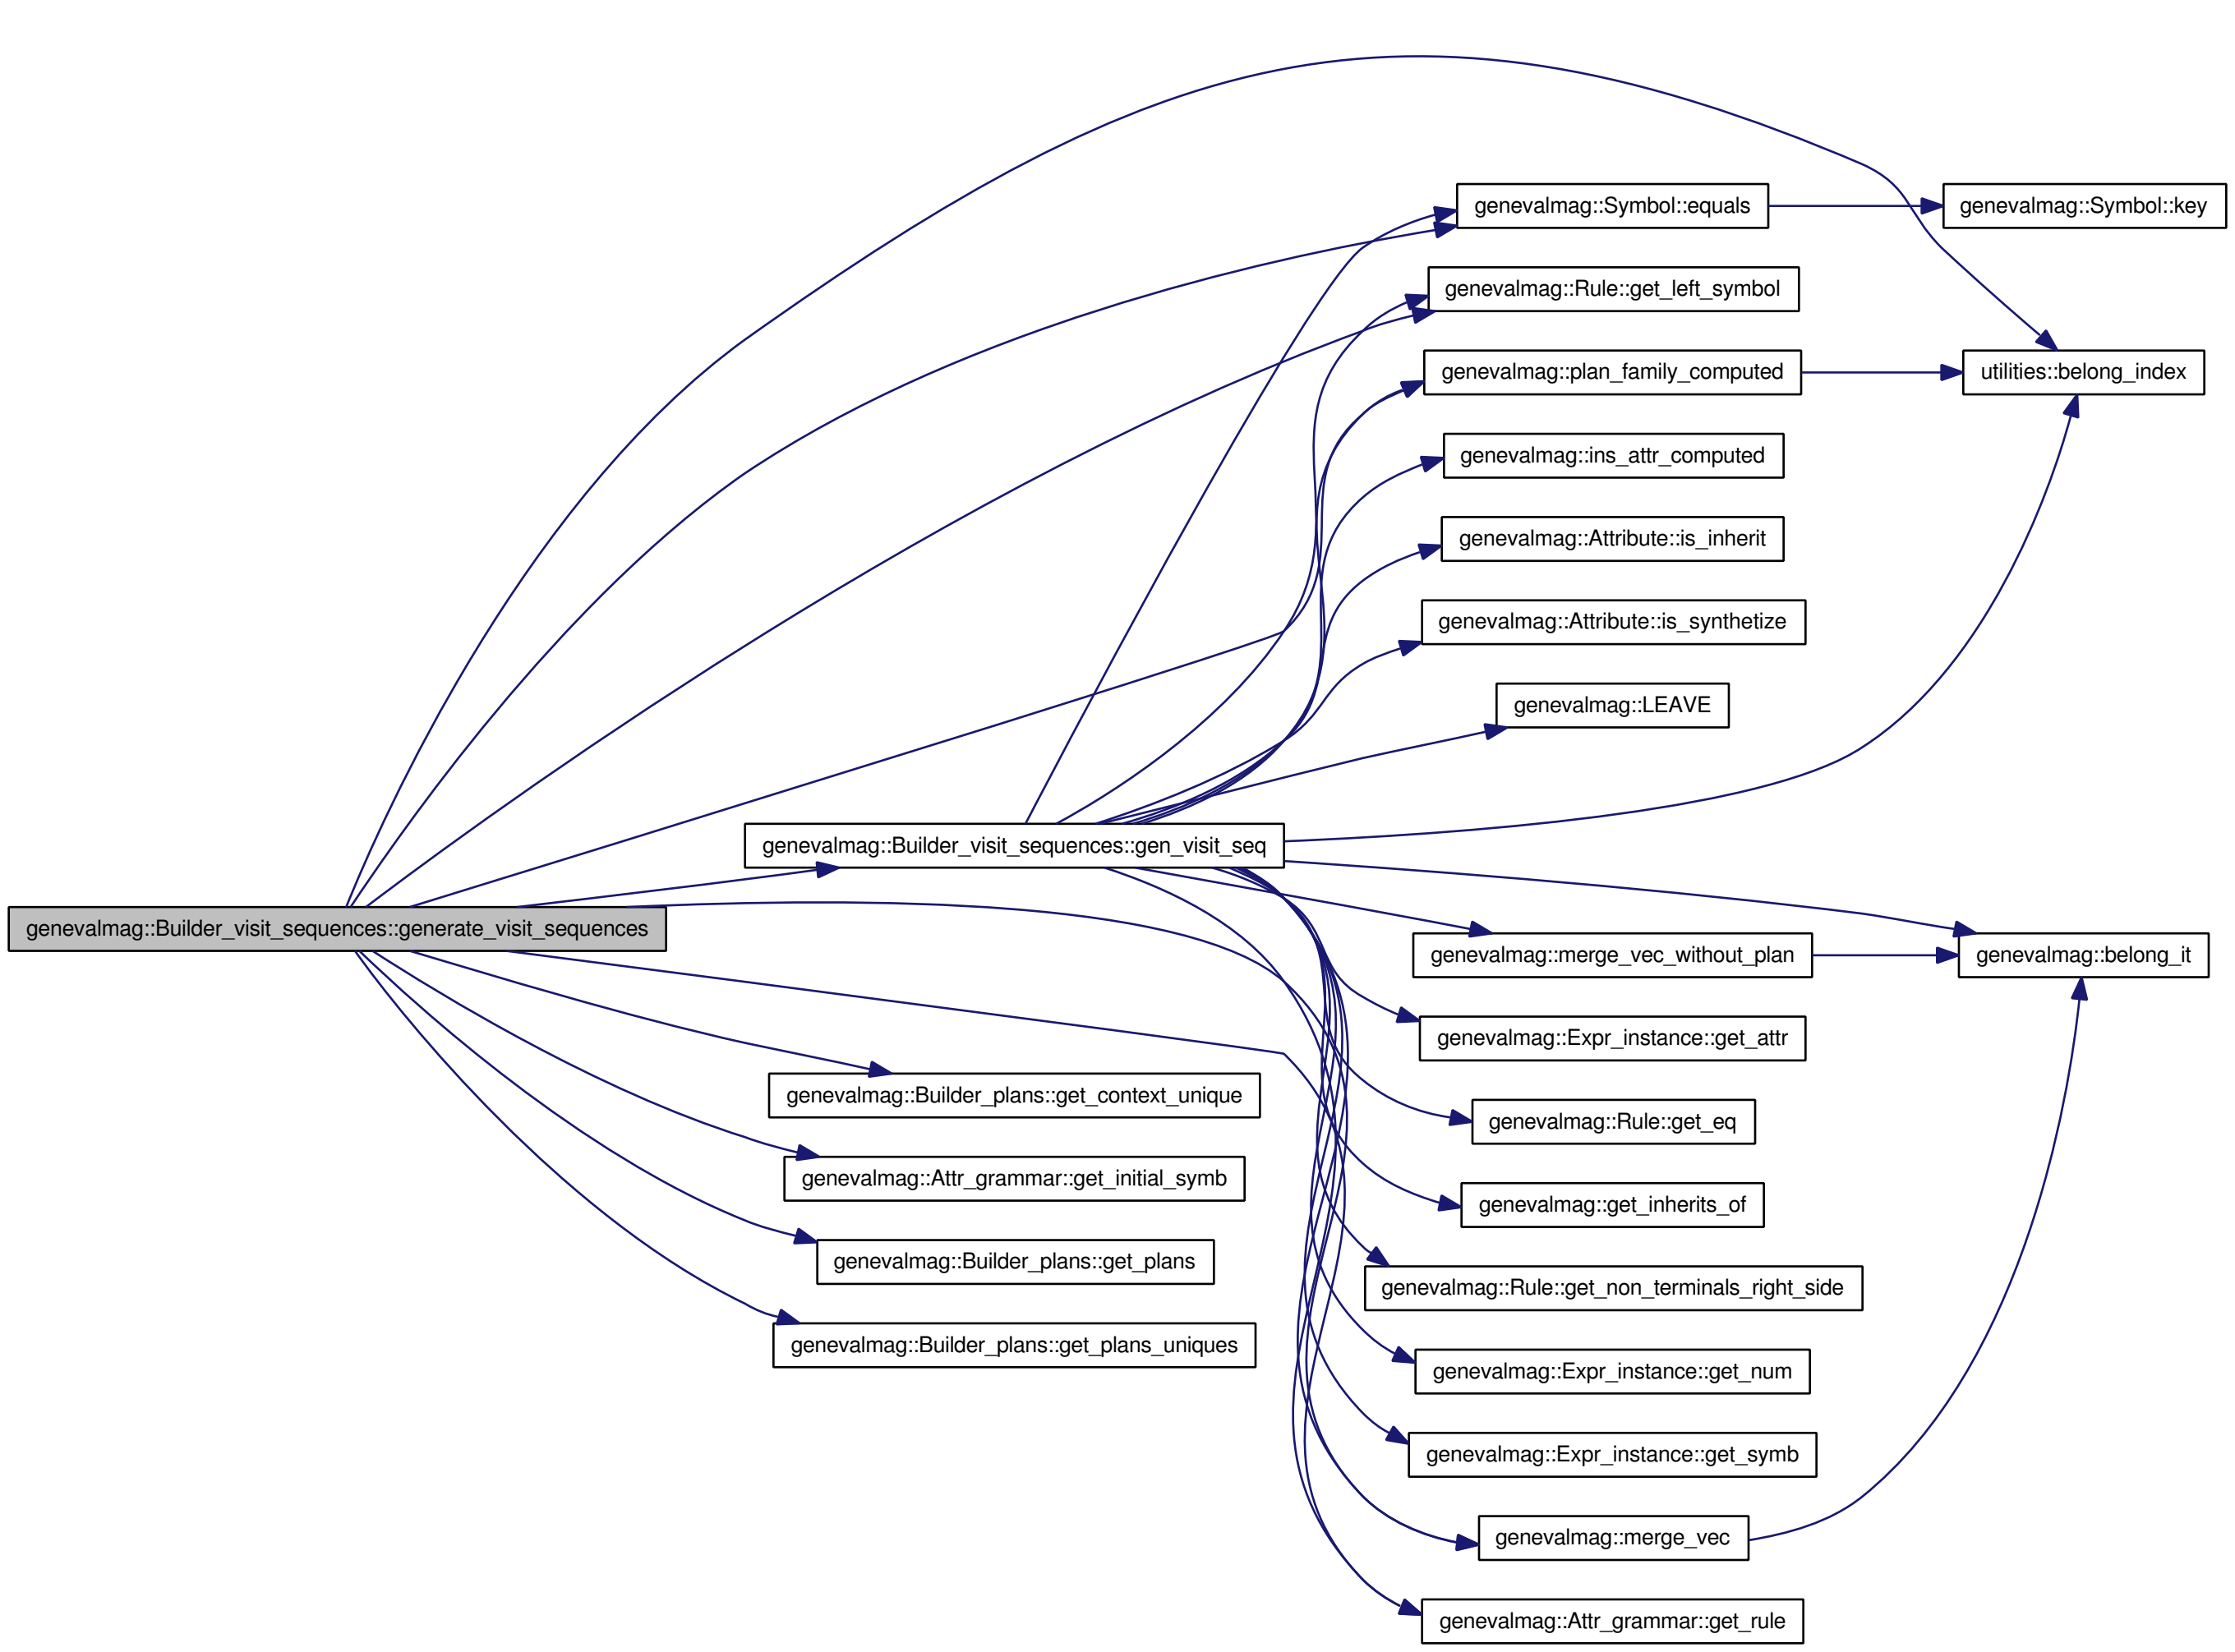 genevalmag::Symbol::equals
genevalmag::Symbol::key
genevalmag::Rule::get_left_symbol
genevalmag::plan_family_computed
utilities::belong_index
genevalmag::ins_attr_computed
genevalmag::Attribute::is_inherit
genevalmag::Attribute::is_synthetize
genevalmag::LEAVE
genevalmag::Builder_visit_sequences::gen_visit_seq
genevalmag::Builder_visit_sequences::generate_visit_sequences
genevalmag::merge_vec_without_plan
genevalmag::belong_it
genevalmag::Expr_instance::get_attr
genevalmag::Builder_plans::get_context_unique
genevalmag::Rule::get_eq
genevalmag::Attr_grammar::get_initial_symb
genevalmag::get_inherits_of
genevalmag::Builder_plans::get_plans
genevalmag::Rule::get_non_terminals_right_side
genevalmag::Builder_plans::get_plans_uniques
genevalmag::Expr_instance::get_num
genevalmag::Expr_instance::get_symb
genevalmag::merge_vec
genevalmag::Attr_grammar::get_rule